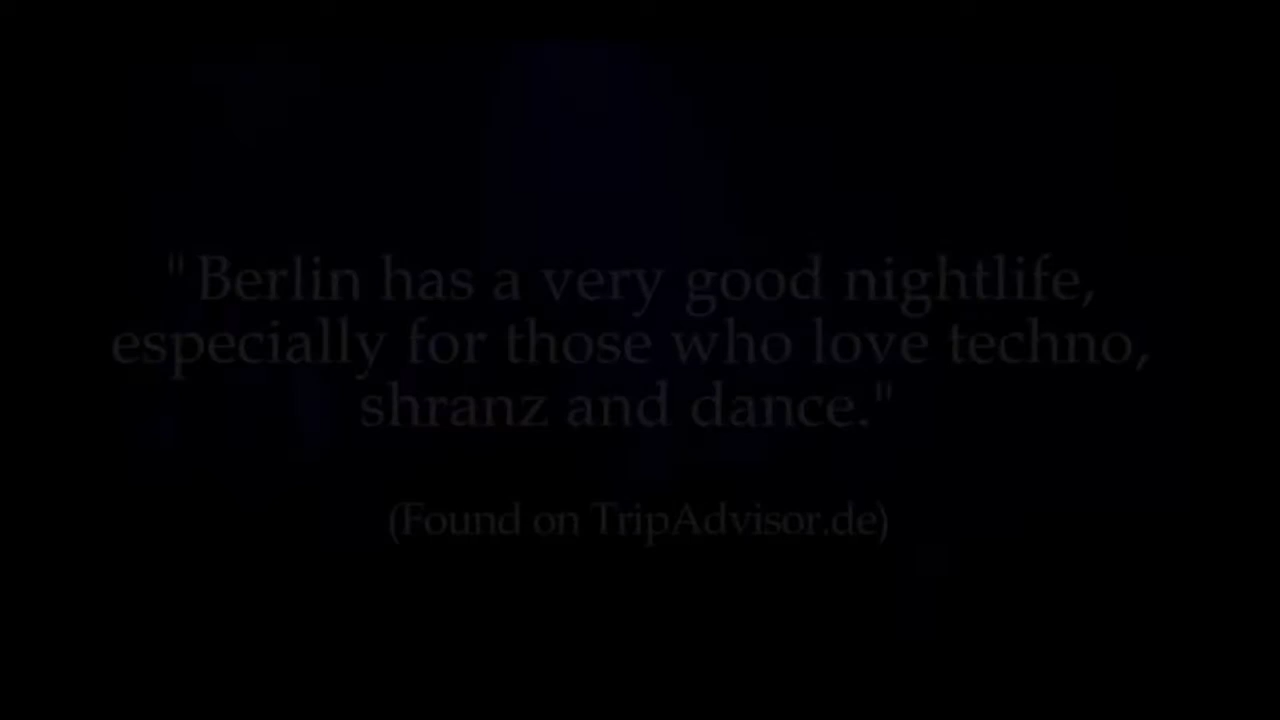 "Berlin has a very good nightlife,
especially for those who love techno,
shranz and dance."
(Found on TripAdvisor.de)